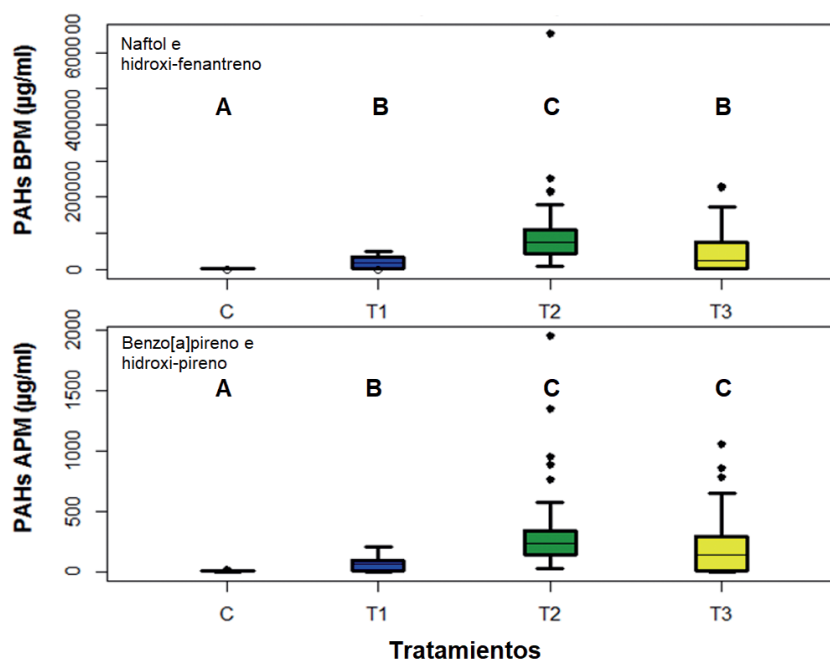 Naftol e
hidroxi-fenantreno
PAHs BPM (µg/ml)
6000000
400000
200000
0
A
B
C
B
C
T1
T2
T3
Benzo[a]pireno e
hidroxi-pireno
PAHs APM (µg/ml)
2000
1500
1000
500
0
A
B
C
C
C
T1
T2
T3
Tratamientos